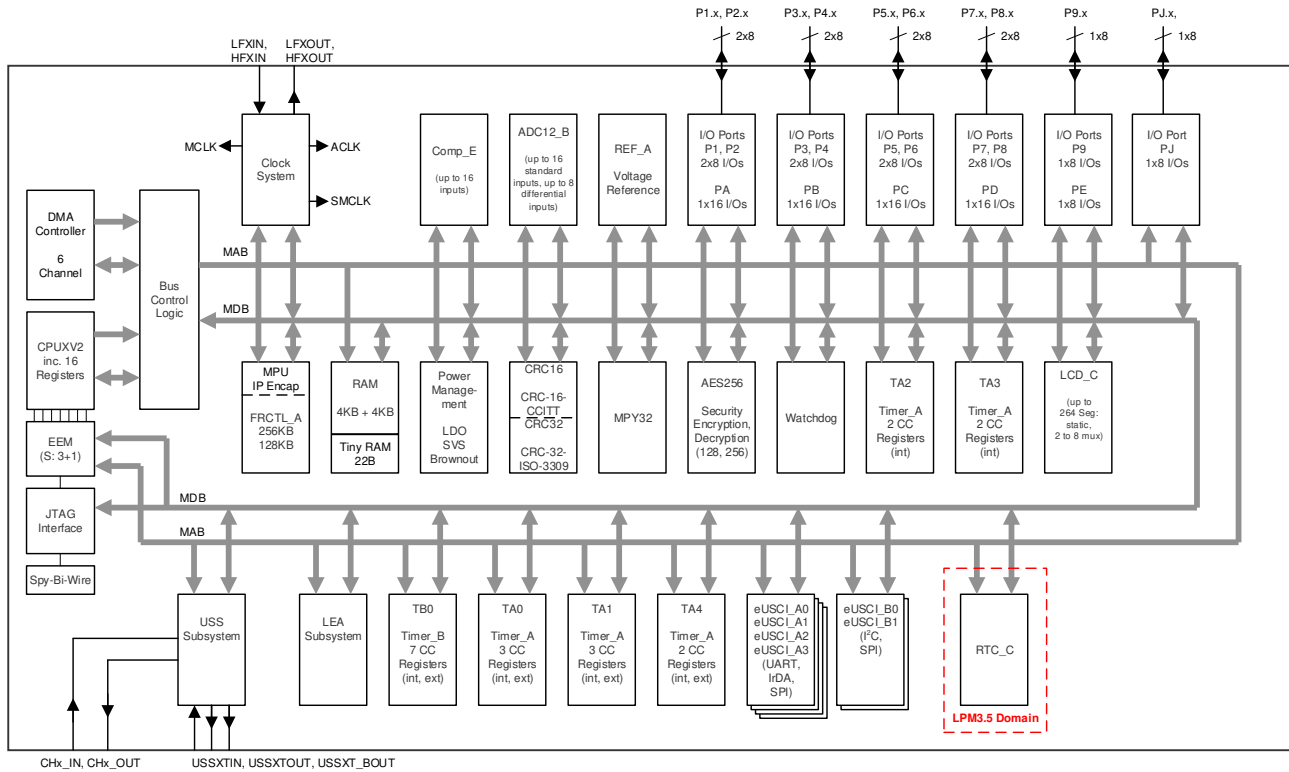 P1.x, P2.x
2x8
P3.x, P4.x
2x8
P5.x, P6.x
2x8
P7.x, P8.x
2x8
P9.x
1x8
PJ.x,
1x8
LFXIN,
HFXIN
LFXOUT,
HFXOUT
MCLK
Clock
System
ACLK
SMCLK
Comp_E
(up to 16
inputs)
ADC12_B
(up to 16
standard
inputs, up to 8
differential
inputs)
REF_A
Voltage
Reference
I/O Ports
P1, P2
2x8 I/Os
PA
1x16 I/Os
I/O Ports
P3, P4
2x8 I/Os
PB
1x16 I/Os
I/O Ports
P5, P6
2x8 I/Os
PC
1x16 I/Os
I/O Ports
P7, P8
2x8 I/Os
PD
1x16 I/Os
I/O Ports
P9
1x8 I/Os
PE
1x8 I/Os
I/O Port
PJ
1x8 I/Os
DMA
Controller
6
Channel
Bus
Control
Logic
MAB
MDB
CPUXV2
inc. 16
Registers
MPU
IP Encap
FRCTL_A
256KB
128KB
RAM
4KB + 4KB
Tiny RAM
22B
Power
Manage-
ment
LDO
SVS
Brownout
CRC16
CRC-16-
CCITT
CRC32
CRC-32-
ISO-3309
MPY32
AES256
Security
Encryption,
Decryption
(128, 256)
Watchdog
TA2
Timer_A
2 CC
Registers
(int)
TA3
Timer_A
2 CC
Registers
(int)
LCD_C
(up to
264 Seg:
static,
2 to 8 mux)
EEM
(S: 3+1)
MDB
JTAG
Interface
MAB
Spy-Bi-Wire
USS
Subsystem
LEA
Subsystem
TB0
Timer_B
7 CC
Registers
(int, ext)
TA0
Timer_A
3 CC
Registers
(int, ext)
TA1
Timer_A
3 CC
Registers
(int, ext)
TA4
Timer_A
2 CC
Registers
(int, ext)
eUSCI_A0
eUSCI_A1
eUSCI_A2
eUSCI_A3
(UART,
IrDA,
SPI)
eUSCI_B0
eUSCI_B1
(I²C,
SPI)
RTC_C
LPM3.5 Domain
CHx_IN, CHx_OUT
USSXTIN, USSXTOUT, USSXT_BOUT